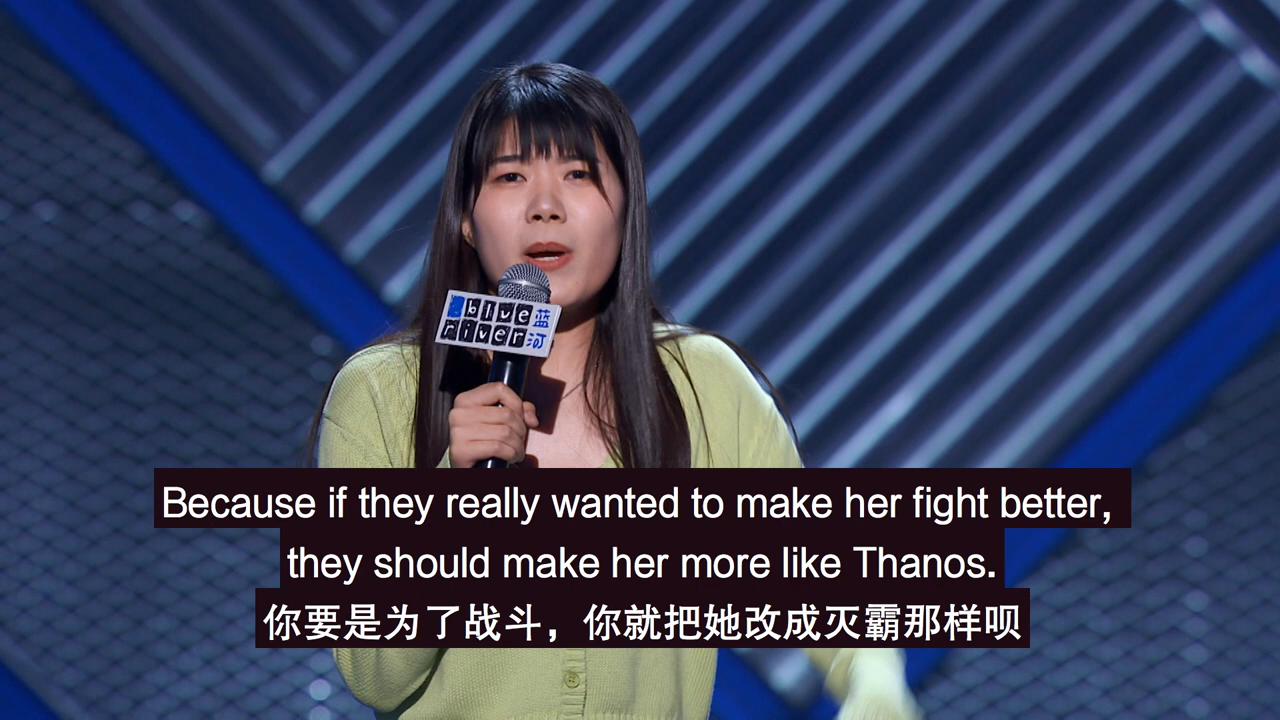 blue 蓝
river 河
Because if they really wanted to make her fight better,
they should make her more like Thanos.
你要是为了战斗，你就把她改成灭霸那样呗